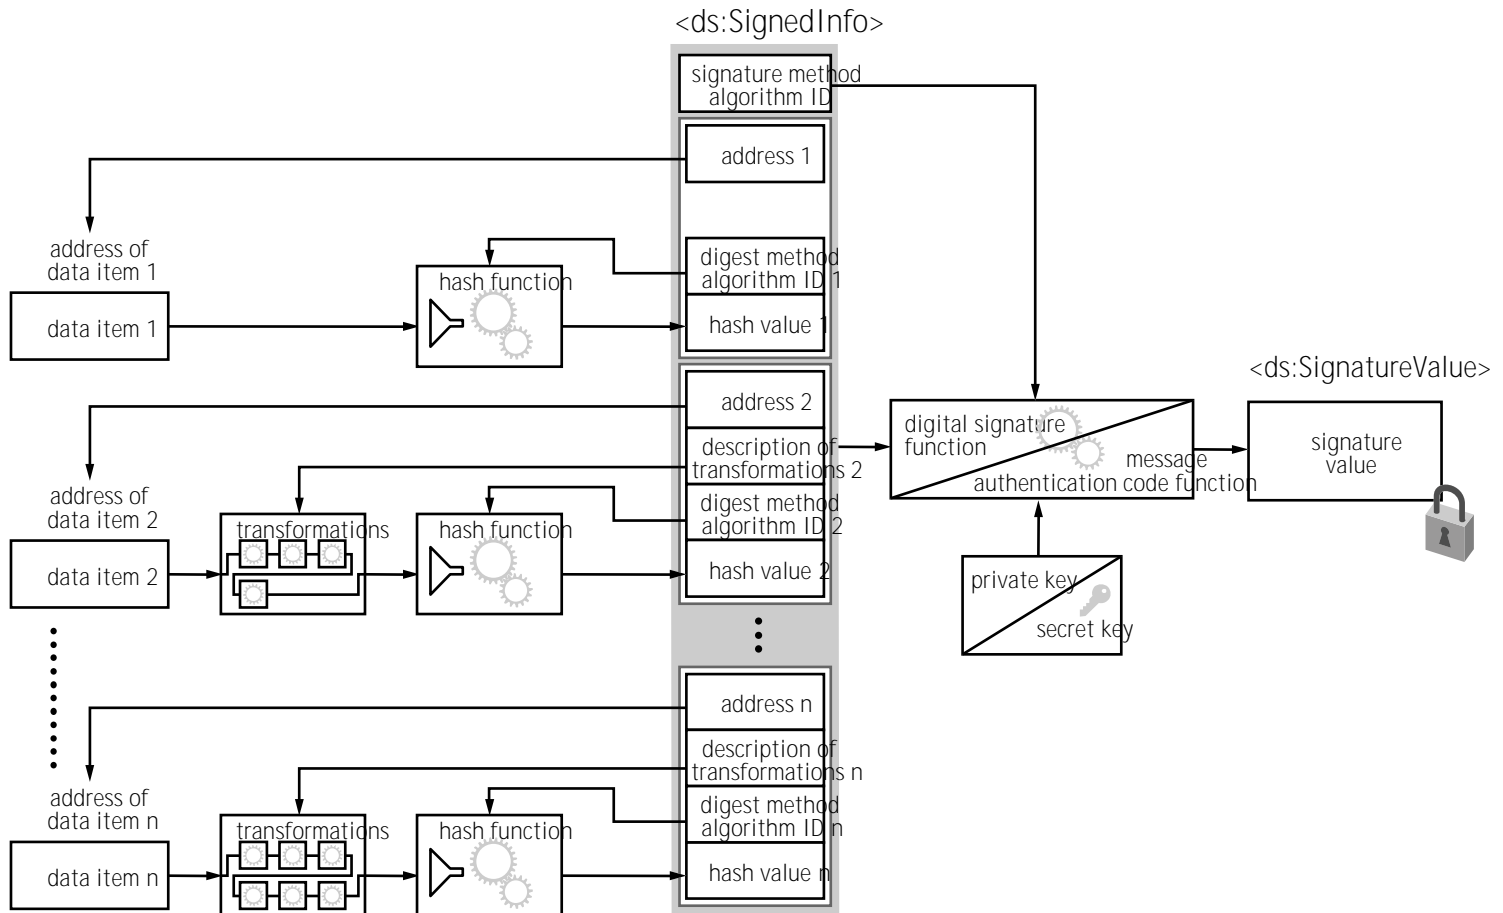 <ds:SignedInfo>
signature method
algorithm ID
address 1
address of
data item 1
digest method
algorithm ID 1
hash function
data item 1
hash value 1
<ds:SignatureValue>
address 2
digital signature
function
message
authentication code function
signature
value
description of
transformations 2
address of
data item 2
digest method
algorithm ID 2
transformations
hash function
data item 2
hash value 2
private key
secret key
address n
description of
transformations n
address of
data item n
digest method
algorithm ID n
transformations
hash function
data item n
hash value n